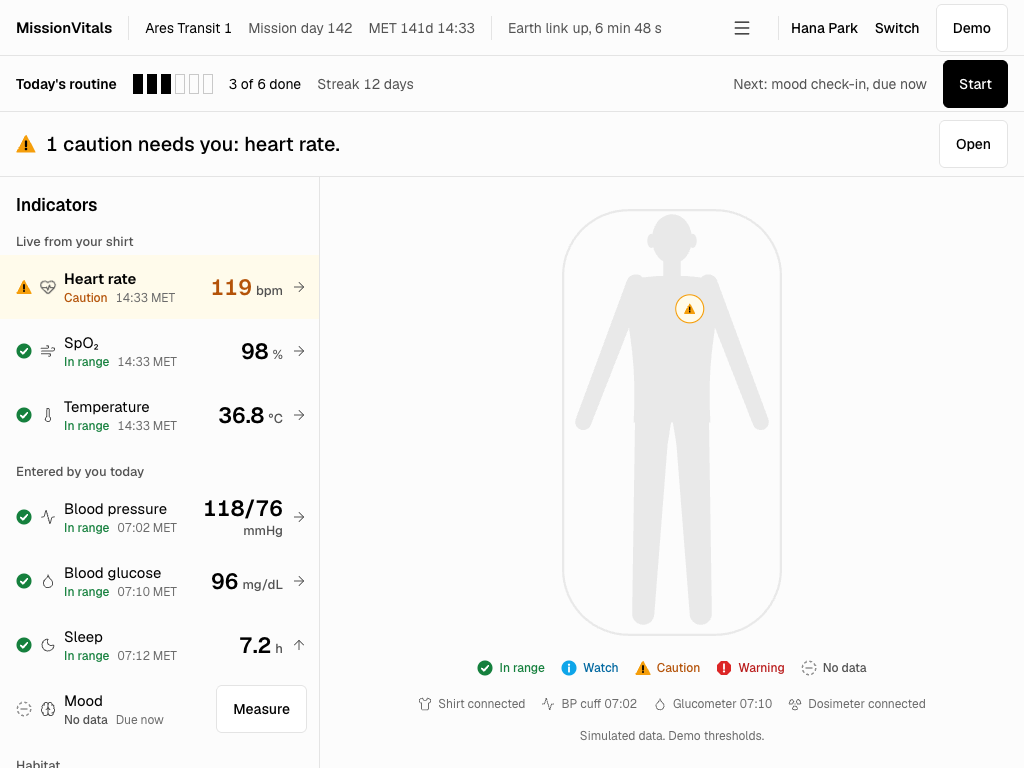 MissionVitals Ares Transit 1 Mission day 142 MET 141d 14:33 Earth link up, 6 min 48 s Hana Park Switch Demo
Today's routine 3 of 6 done Streak 12 days Next: mood check-in, due now Start
1 caution needs you: heart rate. Open
Indicators
Live from your shirt
Heart rate
Caution 14:33 MET
119 bpm
SpO₂
In range 14:33 MET
98 %
Temperature
In range 14:33 MET
36.8 °C
Entered by you today
Blood pressure
In range 07:02 MET
118/76
mmHg
Blood glucose
In range 07:10 MET
96 mg/dL
Sleep
In range 07:12 MET
7.2 h
Mood
No data Due now
Measure
Habitat
In range Watch Caution Warning No data
Shirt connected BP cuff 07:02 Glucometer 07:10 Dosimeter connected
Simulated data. Demo thresholds.